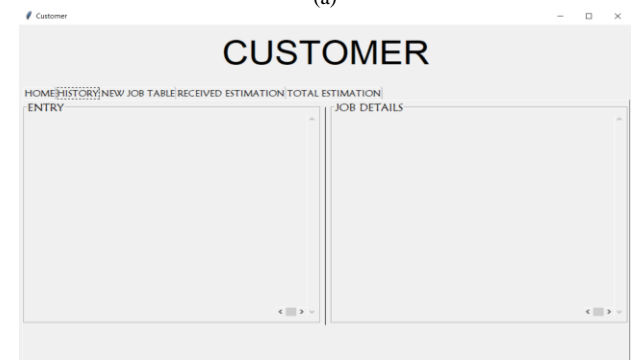 (a)
Customer
CUSTOMER
HOME HISTORY NEW JOB TABLE RECEIVED ESTIMATION TOTAL ESTIMATION
ENTRY JOB DETAILS